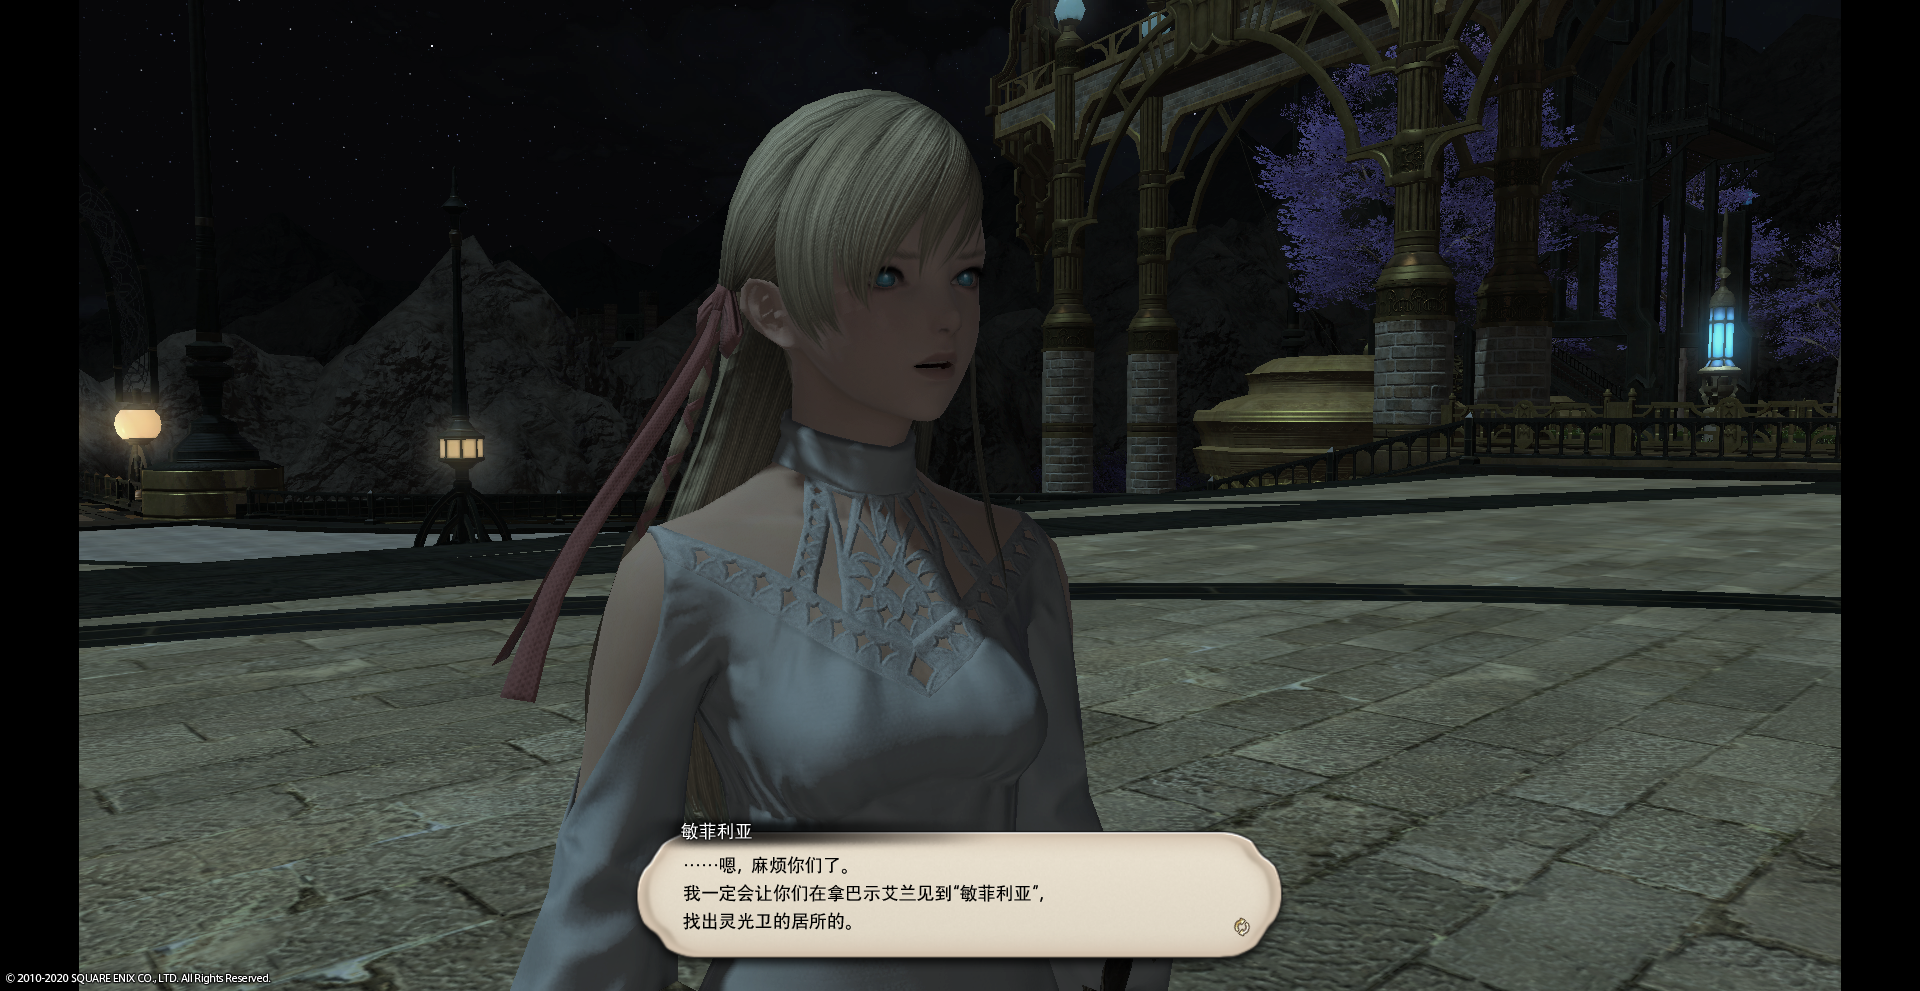 敏菲利亚
……嗯，麻烦你们了。
我一定会让你们在拿巴示艾兰见到“敏菲利亚”，
找出灵光卫的居所的。
© 2010-2020 SQUARE ENIX CO., LTD. All Rights Reserved.